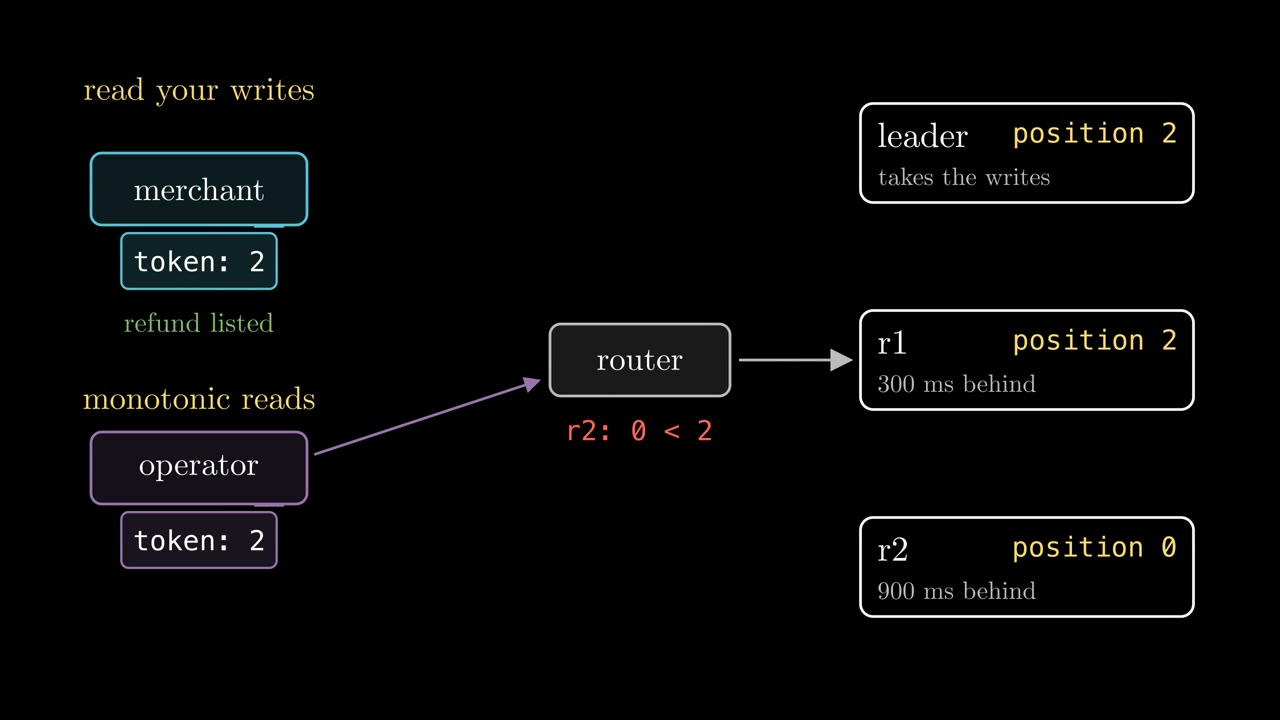 read your writes
merchant
token: 2
refund listed
monotonic reads
operator
token: 2
router
r2: 0 < 2
leader position 2
takes the writes
r1 position 2
300 ms behind
r2 position 0
900 ms behind